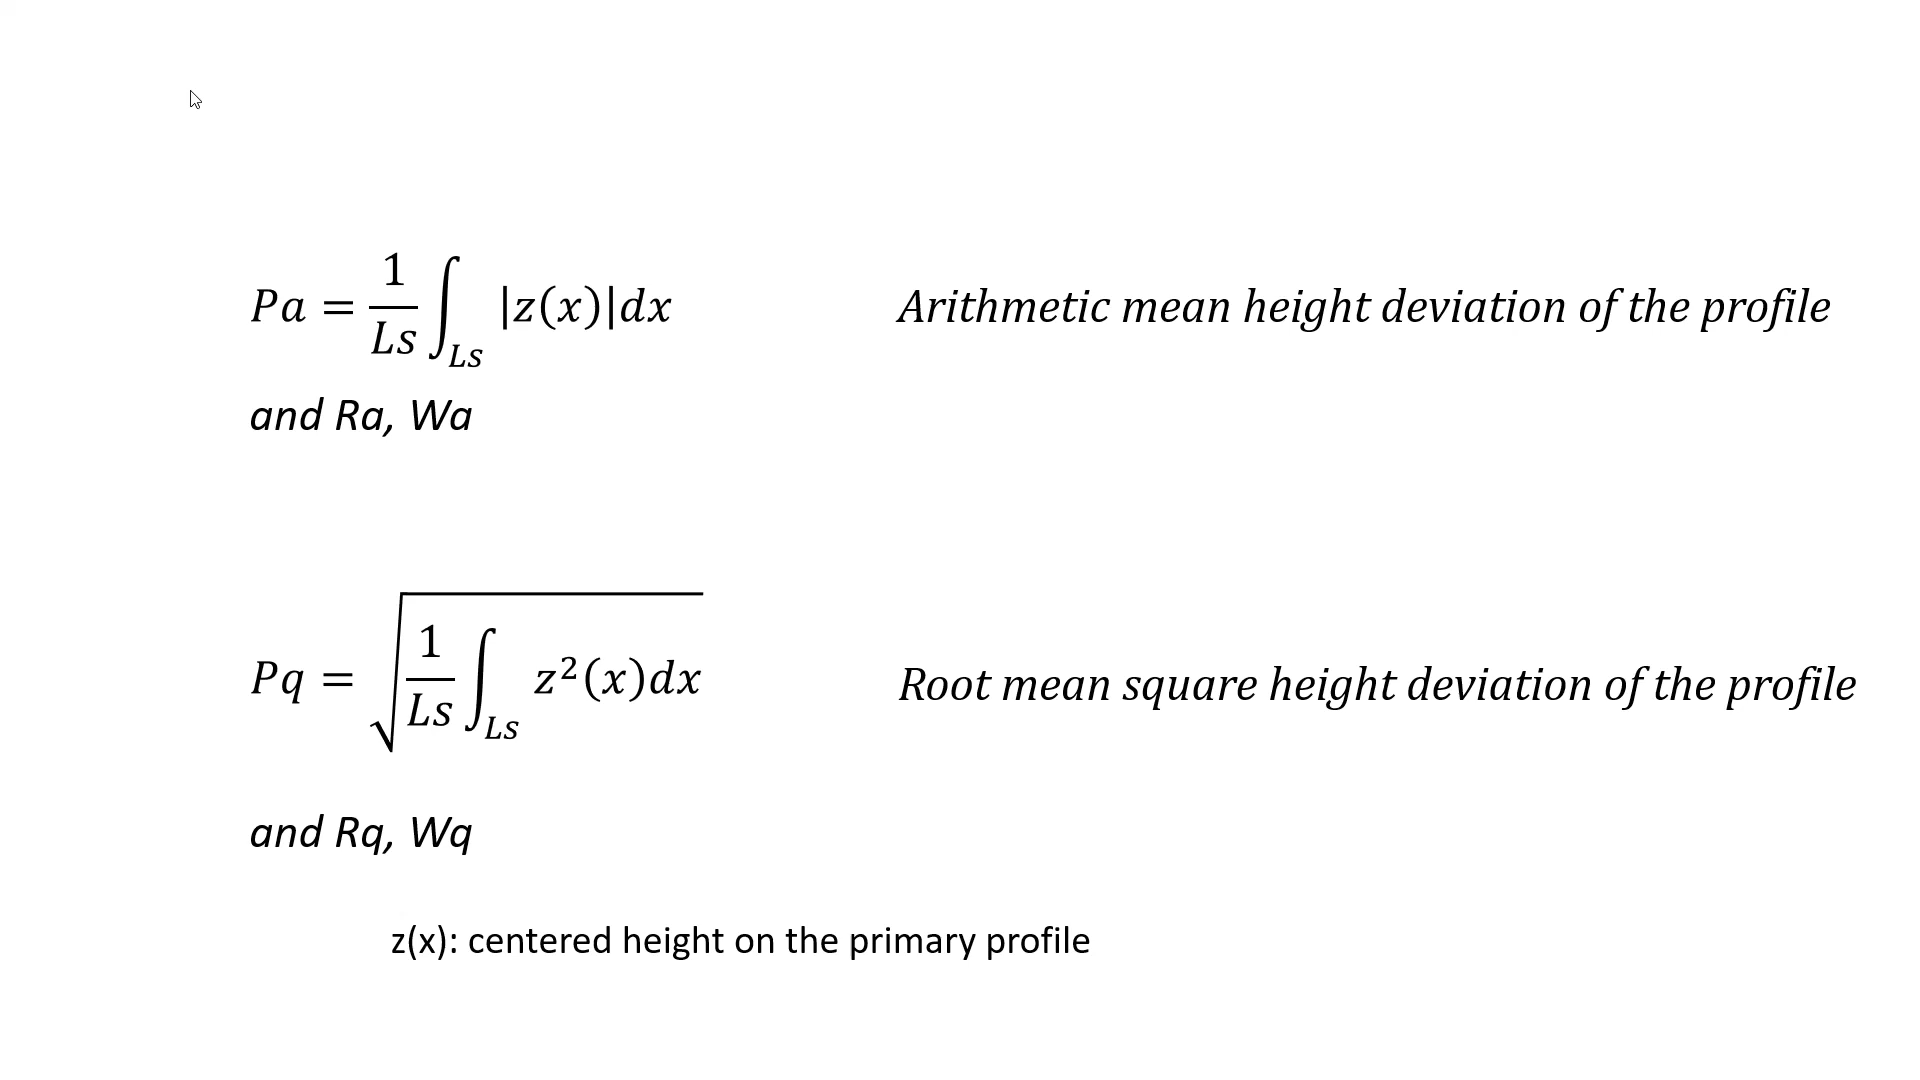 Pa = 1/Ls ∫_Ls |z(x)|dx
Arithmetic mean height deviation of the profile
and Ra, Wa
Pq = √(1/Ls ∫_Ls z²(x)dx)
Root mean square height deviation of the profile
and Rq, Wq
z(x): centered height on the primary profile